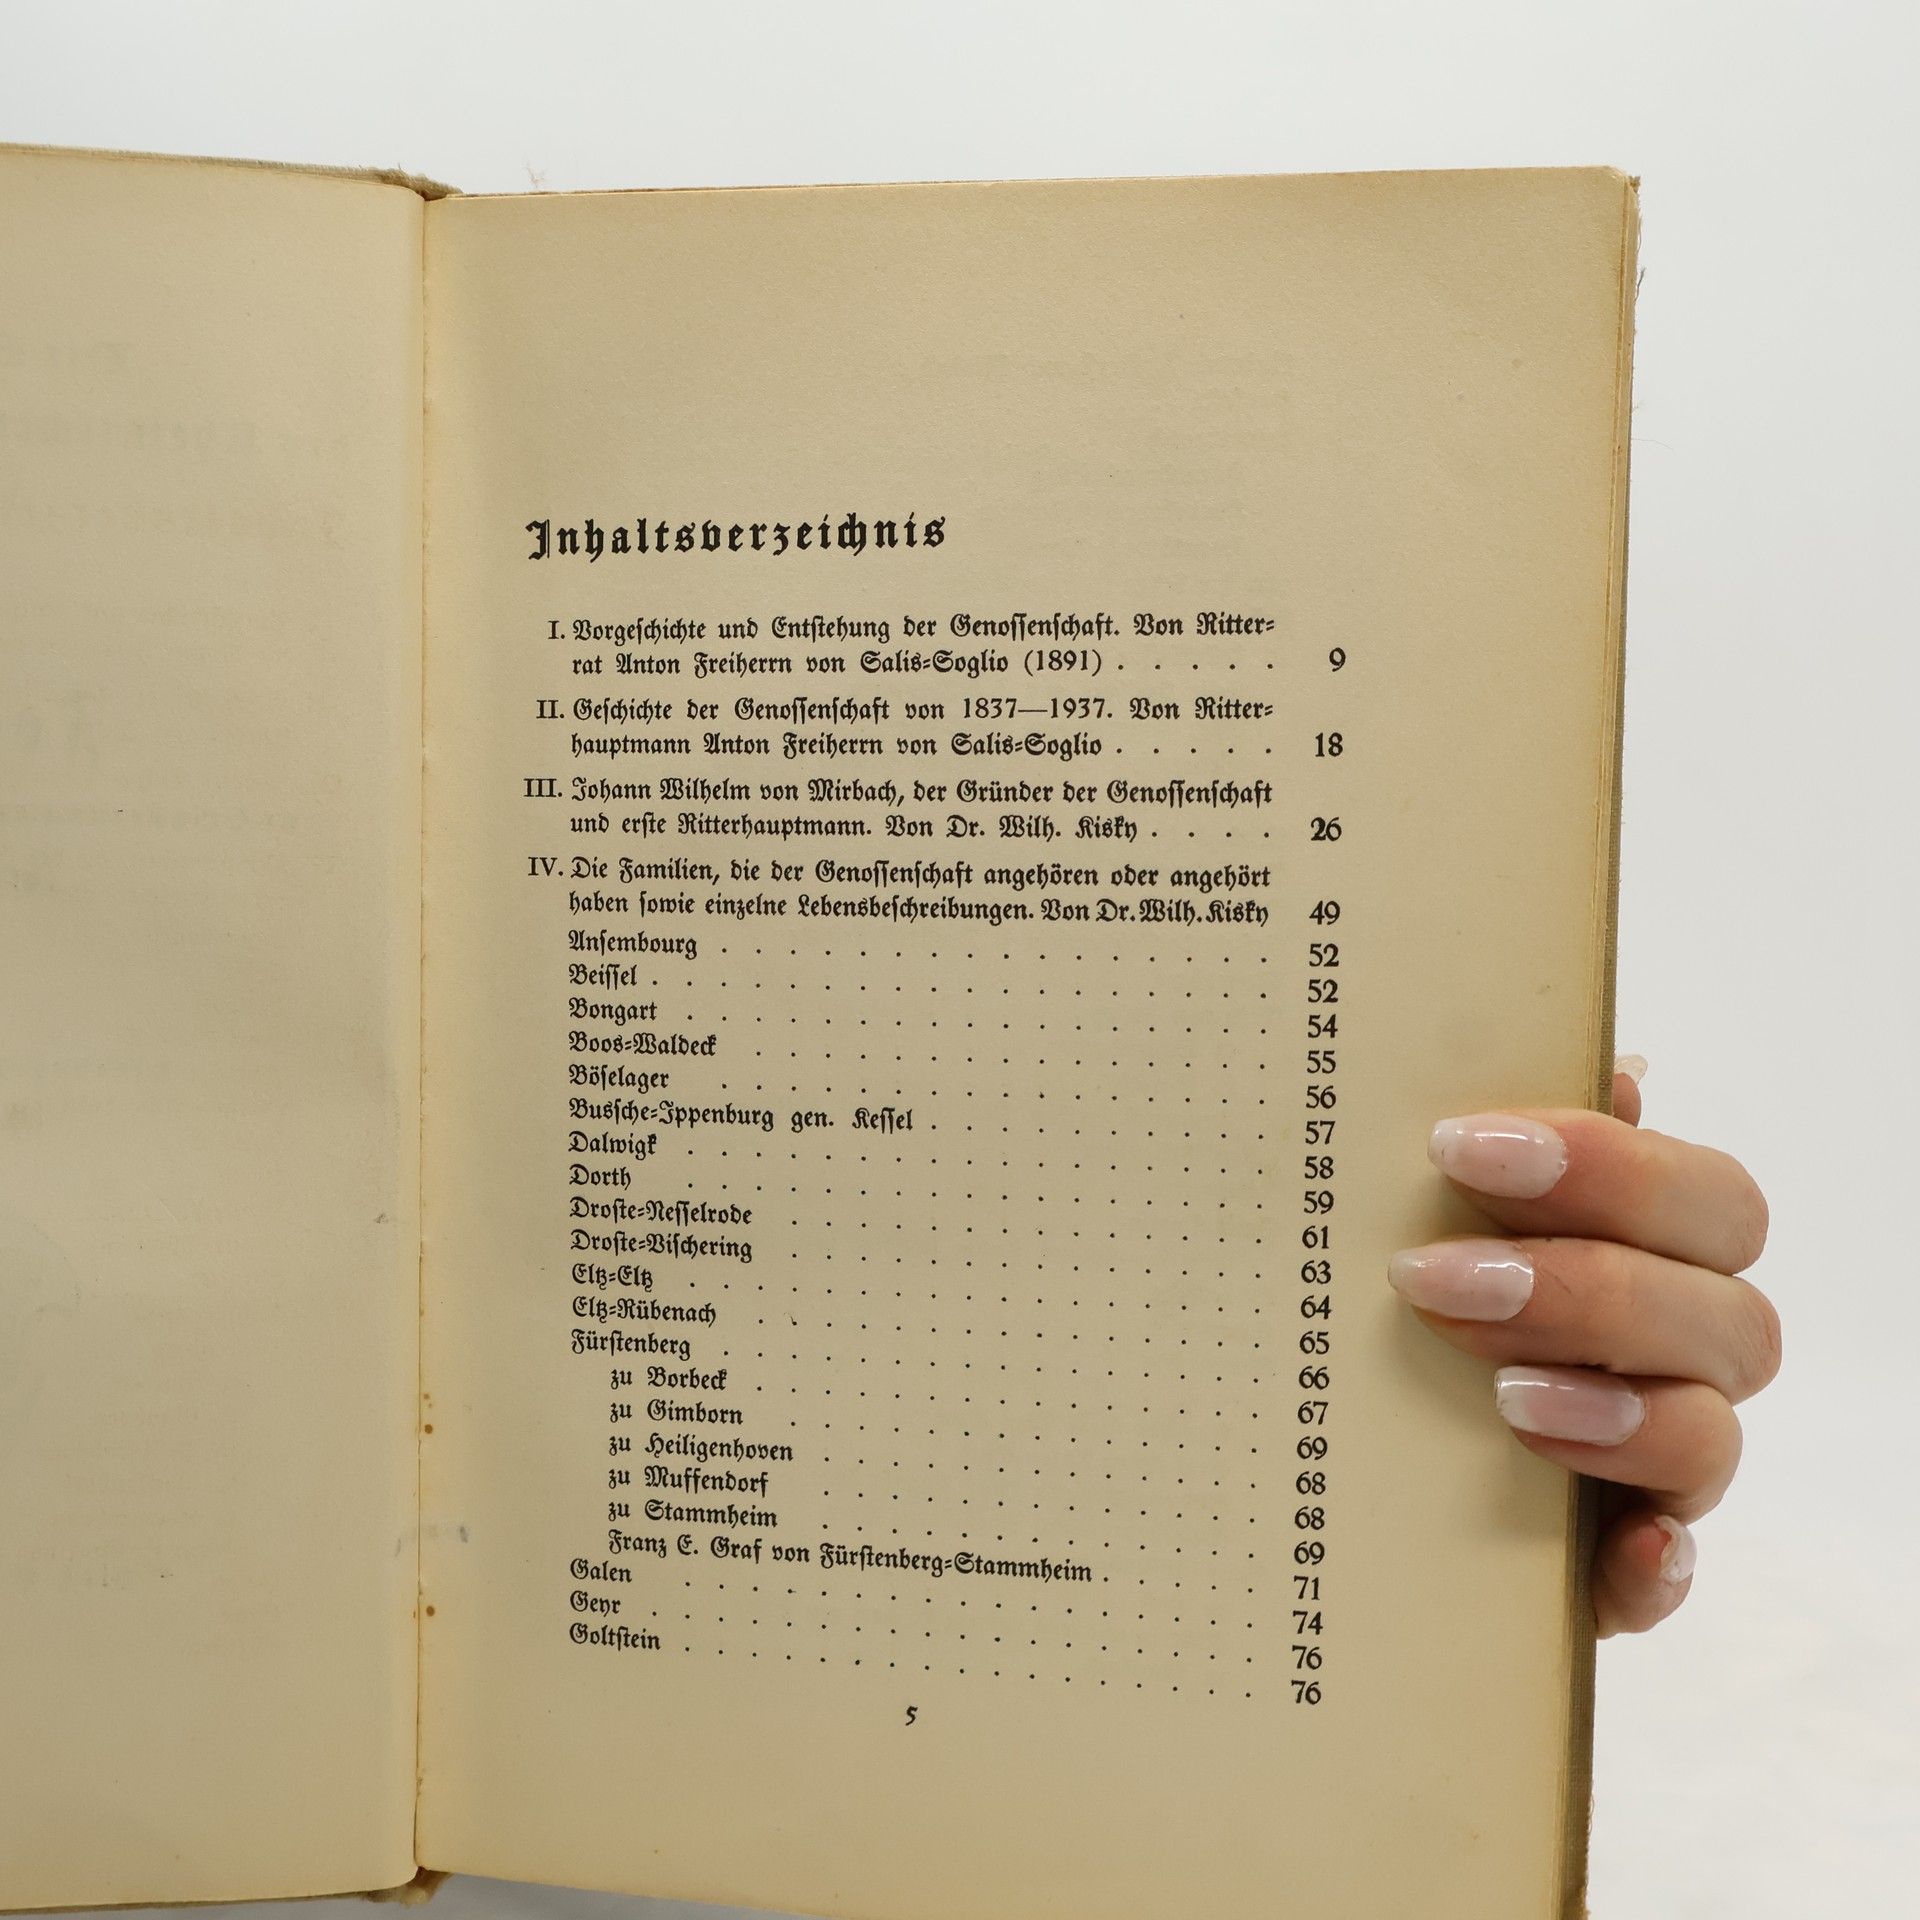 Inhaltsverzeichnis
I. Vorgeschichte und Entstehung der Genossenschaft. Von Ritter-
rat Anton Freiherrn von Salis-Soglio (1891) . . . . . 9
II. Geschichte der Genossenschaft von 1837—1937. Von Ritter-
hauptmann Anton Freiherrn von Salis-Soglio . . . . . 18
III. Johann Wilhelm von Mirbach, der Gründer der Genossenschaft
und erste Ritterhauptmann. Von Dr. Wilh. Kisky . . . . 26
IV. Die Familien, die der Genossenschaft angehören oder angehört
haben sowie einzelne Lebensbeschreibungen. Von Dr. Wilh. Kisky 49
Ansembourg . . . . . . . . . . . . . . . . 52
Beissel . . . . . . . . . . . . . . . . . . 52
Bongart . . . . . . . . . . . . . . . . . 54
Boos-Waldeck . . . . . . . . . . . . . . . 55
Böselager . . . . . . . . . . . . . . . . 56
Bussche-Ippenburg gen. Kessel . . . . . . . . . . 57
Dalwigk . . . . . . . . . . . . . . . . . 58
Dorth . . . . . . . . . . . . . . . . . 59
Droste-Nesselrode . . . . . . . . . . . . . . 61
Droste-Vischering . . . . . . . . . . . . . . 63
Eltz-Eltz . . . . . . . . . . . . . . . . . 64
Eltz-Rübenach . . . . . . . . . . . . . . . 65
Fürstenberg . . . . . . . . . . . . . . . . 66
zu Borbeck . . . . . . . . . . . . . . . 67
zu Gimborn . . . . . . . . . . . . . . 69
zu Heiligenhoven . . . . . . . . . . . . . 68
zu Muffendorf . . . . . . . . . . . . . 68
zu Stammheim . . . . . . . . . . . . . 69
Franz E. Graf von Fürstenberg-Stammheim . . . . . 71
Galen . . . . . . . . . . . . . . . . . 74
Geyr . . . . . . . . . . . . . . . . . . 76
Goltstein . . . . . . . . . . . . . . . . . 76
5